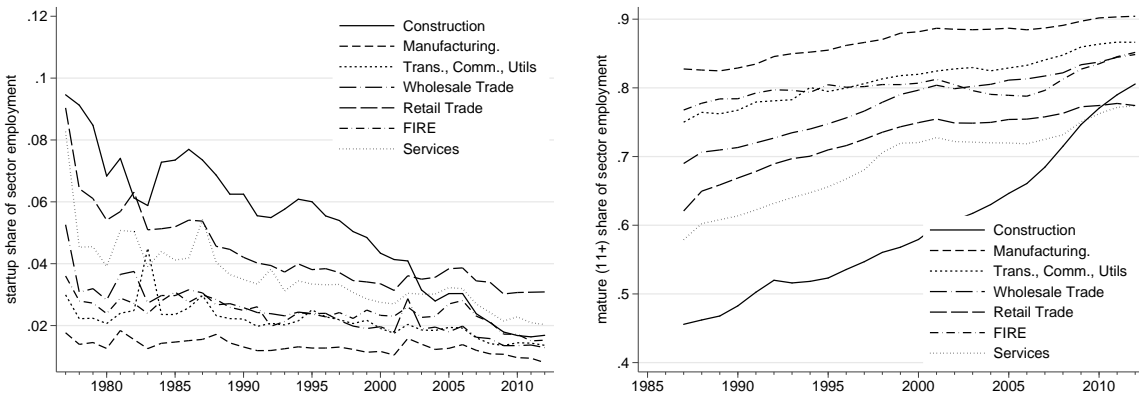 .12
.1
.08
.06
.04
.02
startup share of sector employment
Construction
Manufacturing.
Trans., Comm., Utils
Wholesale Trade
Retail Trade
FIRE
Services
1980
1985
1990
1995
2000
2005
2010
.9
.8
.7
.6
.5
.4
mature (11+) share of sector employment
Construction
Manufacturing.
Trans., Comm., Utils
Wholesale Trade
Retail Trade
FIRE
Services
1985
1990
1995
2000
2005
2010